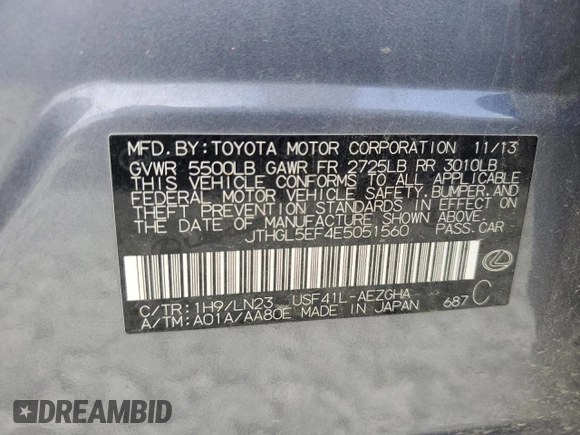 MFD. BY: TOYOTA MOTOR CORPORATION 11/13
GVWR 5500LB GAWR FR 2725LB RR 3010LB
THIS VEHICLE CONFORMS TO ALL APPLICABLE
FEDERAL MOTOR VEHICLE SAFETY, BUMPER, AND
THEFT PREVENTION STANDARDS IN EFFECT ON
THE DATE OF MANUFACTURE SHOWN ABOVE.
JTHGL5EF4E5051560 PASS. CAR
C/TR: 1H9/LN23 USF41L-AEZGHA
A/TM: A01A/AA80E MADE IN JAPAN 687 C
DREAMBID